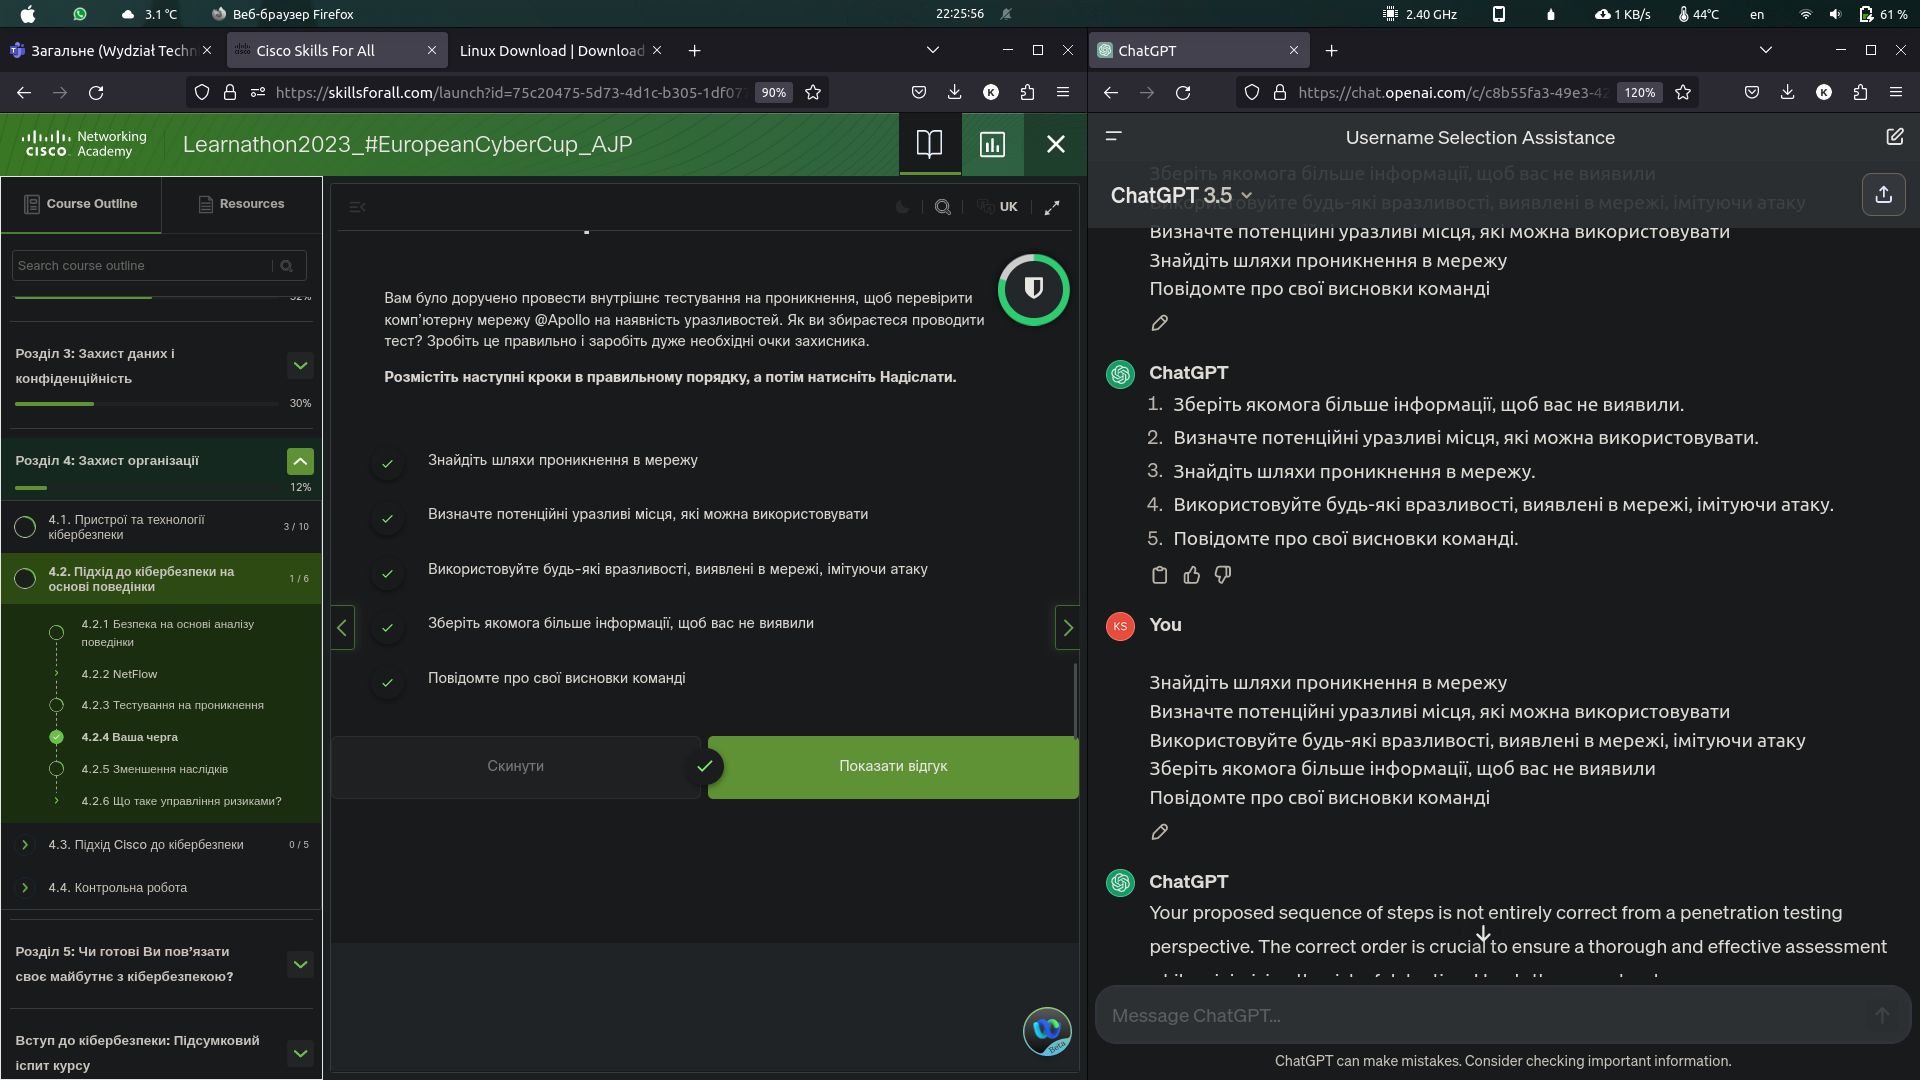 3.1 °C
Веб-браузер Firefox
22:25:56
2.40 GHz
1 KB/s
44°C
en
61 %
Загальне (Wydział Techn
Cisco Skills For All
Linux Download | Download
ChatGPT
https://skillsforall.com/launch?id=75c20475-5d73-4d1c-b305-1df077
90%
https://chat.openai.com/c/c8b55fa3-49e3-42
120%
Networking
CISCO Academy
Learnathon2023_#EuropeanCyberCup_AJP
Course Outline
Resources
Search course outline
52%
Розділ 3: Захист даних і
конфіденційність
30%
Розділ 4: Захист організації
12%
4.1. Пристрої та технології
кібербезпеки
3 / 10
4.2. Підхід до кібербезпеки на
основі поведінки
1 / 6
4.2.1 Безпека на основі аналізу
поведінки
4.2.2 NetFlow
4.2.3 Тестування на проникнення
4.2.4 Ваша черга
4.2.5 Зменшення наслідків
4.2.6 Що таке управління ризиками?
4.3. Підхід Cisco до кібербезпеки
0 / 5
4.4. Контрольна робота
Розділ 5: Чи готові Ви пов'язати
своє майбутнє з кібербезпекою?
Вступ до кібербезпеки: Підсумковий
іспит курсу
UK
Вам було доручено провести внутрішнє тестування на проникнення, щоб перевірити
комп'ютерну мережу @Apollo на наявність уразливостей. Як ви збираєтеся проводити
тест? Зробіть це правильно і заробіть дуже необхідні очки захисника.
Розмістіть наступні кроки в правильному порядку, а потім натисніть Надіслати.
Знайдіть шляхи проникнення в мережу
Визначте потенційні уразливі місця, які можна використовувати
Використовуйте будь-які вразливості, виявлені в мережі, імітуючи атаку
Зберіть якомога більше інформації, щоб вас не виявили
Повідомте про свої висновки команді
Скинути
Показати відгук
Beta
Username Selection Assistance
Зберіть якомога більше інформації, щоб вас не виявили
ChatGPT 3.5
Використовуйте будь-які вразливості, виявлені в мережі, імітуючи атаку
Визначте потенційні уразливі місця, які можна використовувати
Знайдіть шляхи проникнення в мережу
Повідомте про свої висновки команді
ChatGPT
1. Зберіть якомога більше інформації, щоб вас не виявили.
2. Визначте потенційні уразливі місця, які можна використовувати.
3. Знайдіть шляхи проникнення в мережу.
4. Використовуйте будь-які вразливості, виявлені в мережі, імітуючи атаку.
5. Повідомте про свої висновки команді.
KS
You
Знайдіть шляхи проникнення в мережу
Визначте потенційні уразливі місця, які можна використовувати
Використовуйте будь-які вразливості, виявлені в мережі, імітуючи атаку
Зберіть якомога більше інформації, щоб вас не виявили
Повідомте про свої висновки команді
ChatGPT
Your proposed sequence of steps is not entirely correct from a penetration testing
perspective. The correct order is crucial to ensure a thorough and effective assessment
Message ChatGPT...
ChatGPT can make mistakes. Consider checking important information.